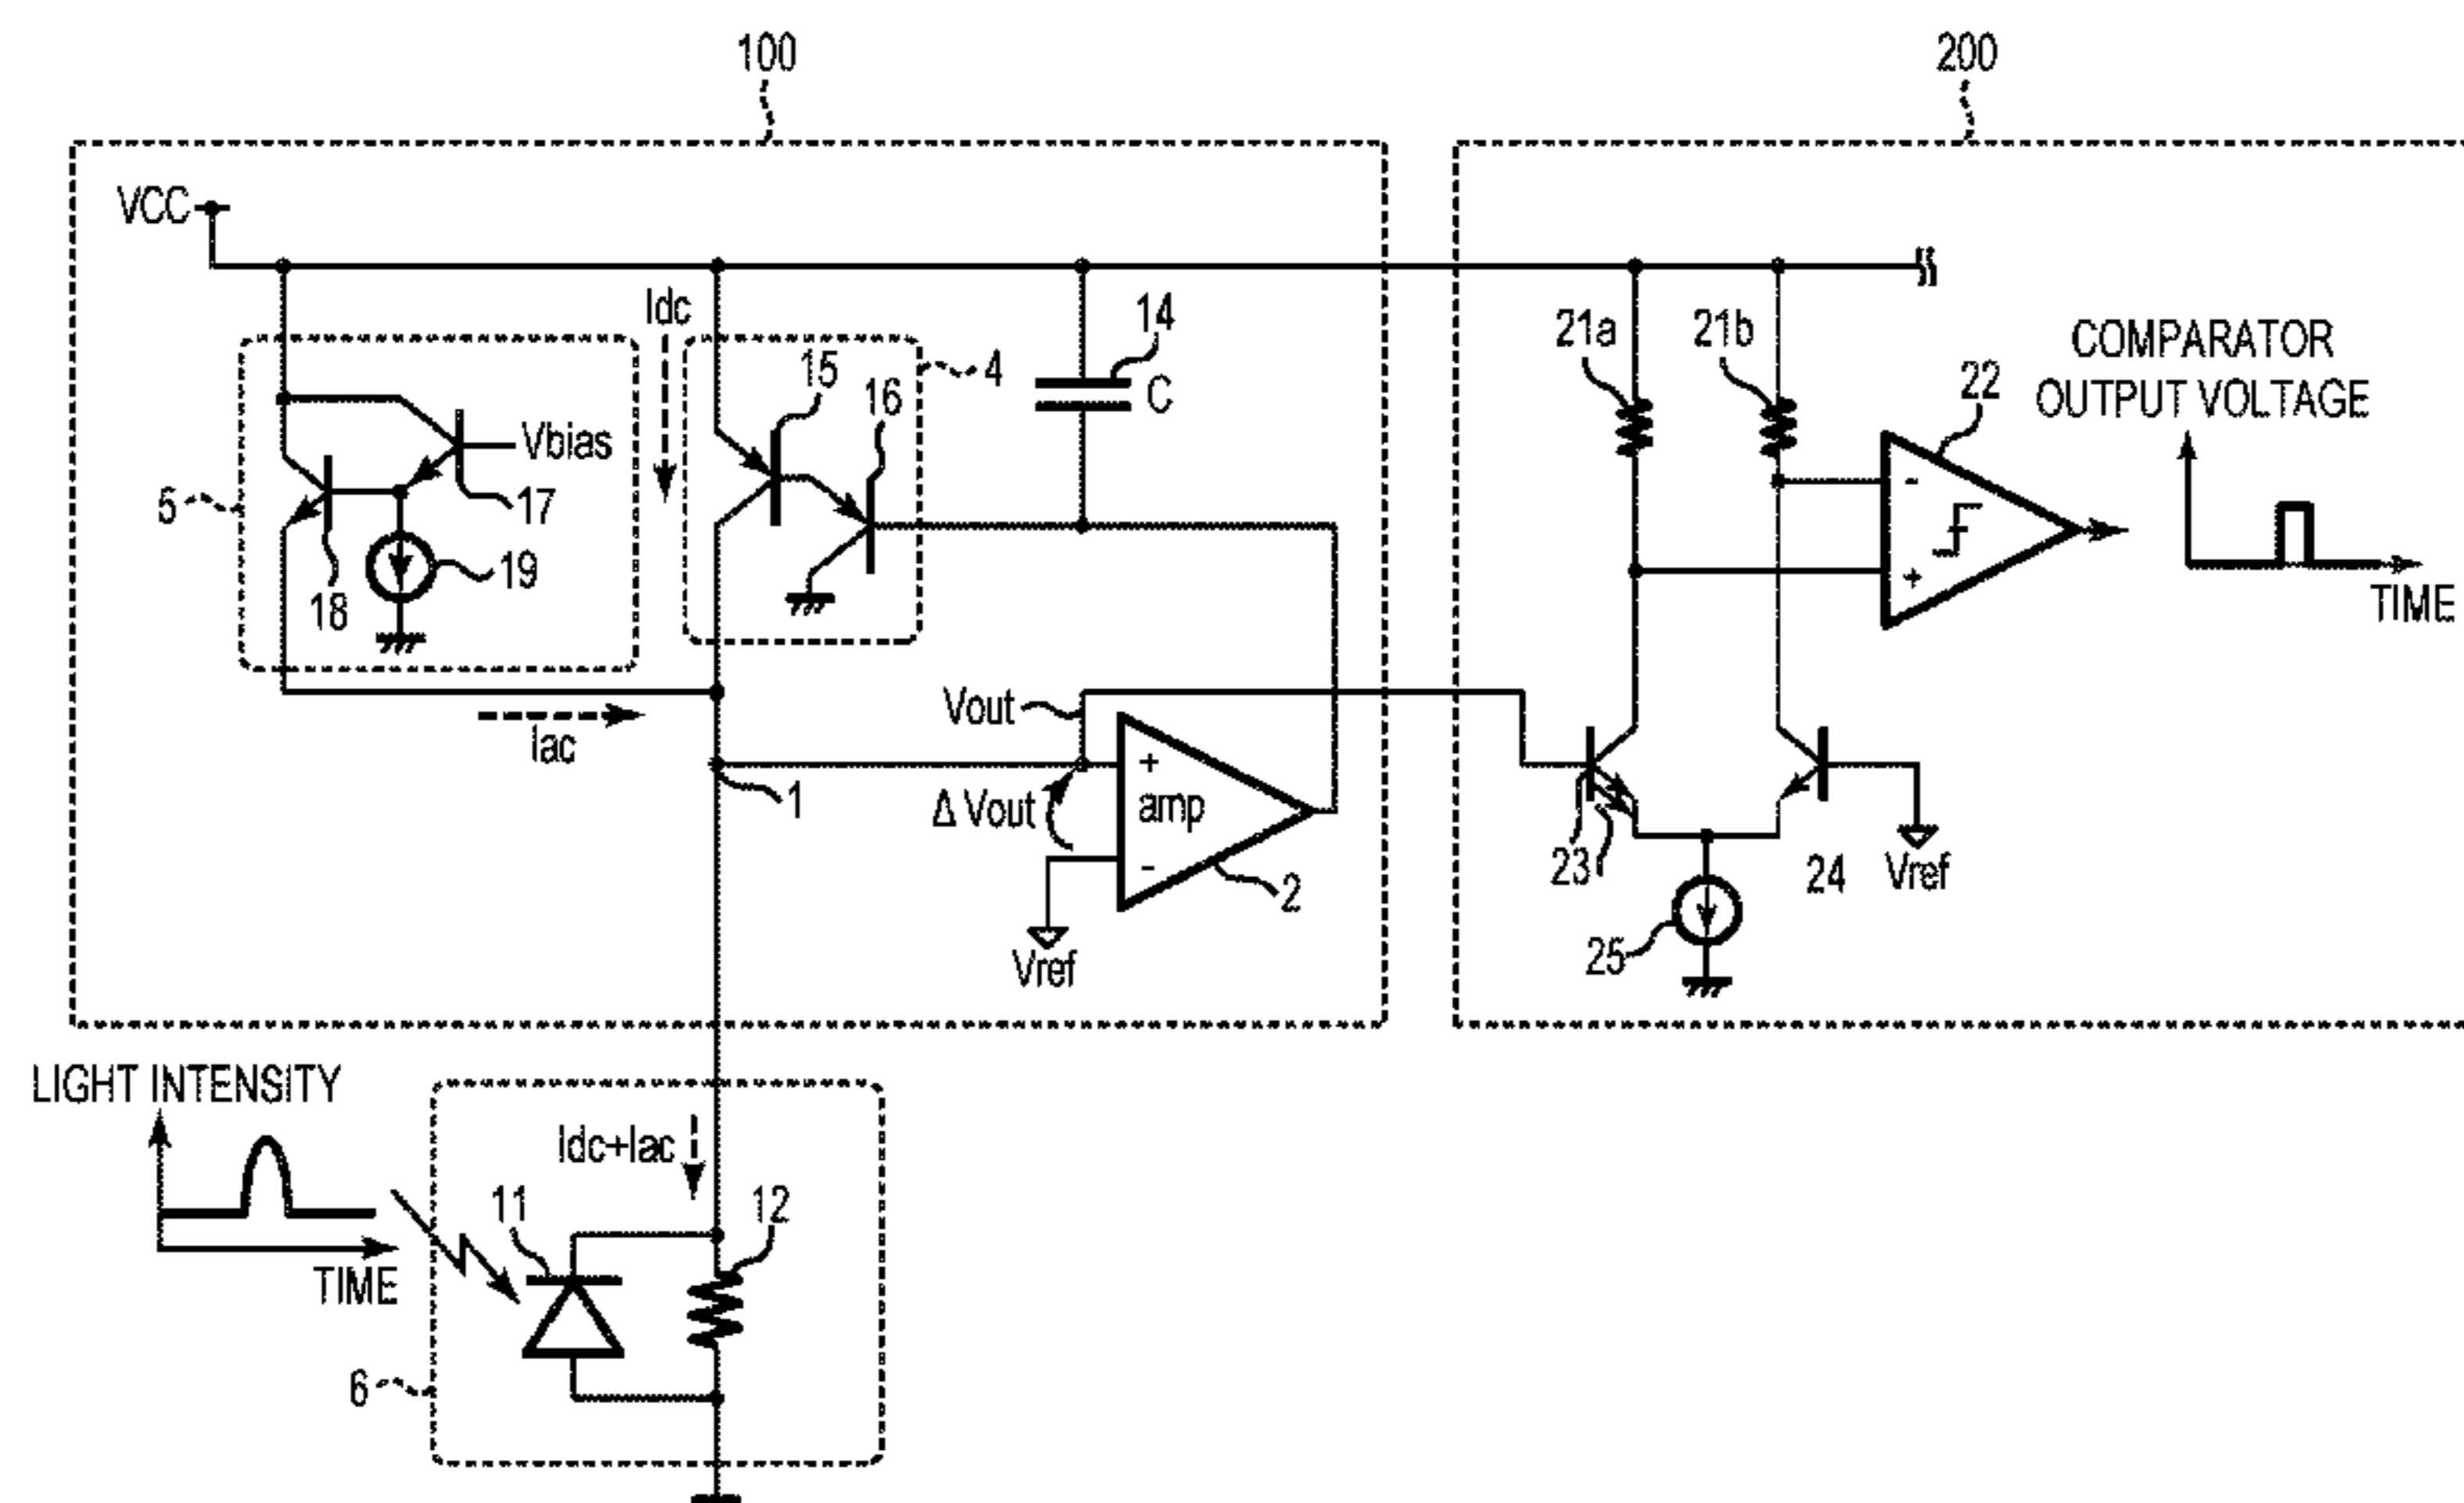 100
200
VCC
Idc
14
C
4
15
16
5
Vbias
17
18
19
21a
21b
22
-
+
COMPARATOR
OUTPUT VOLTAGE
TIME
Iac
Vout
1
Δ Vout
+
amp
-
2
Vref
23
24
Vref
25
LIGHT INTENSITY
TIME
Idc+Iac
11
12
6